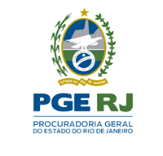 PGE RJ
PROCURADORIA GERAL
DO ESTADO DO RIO DE JANEIRO